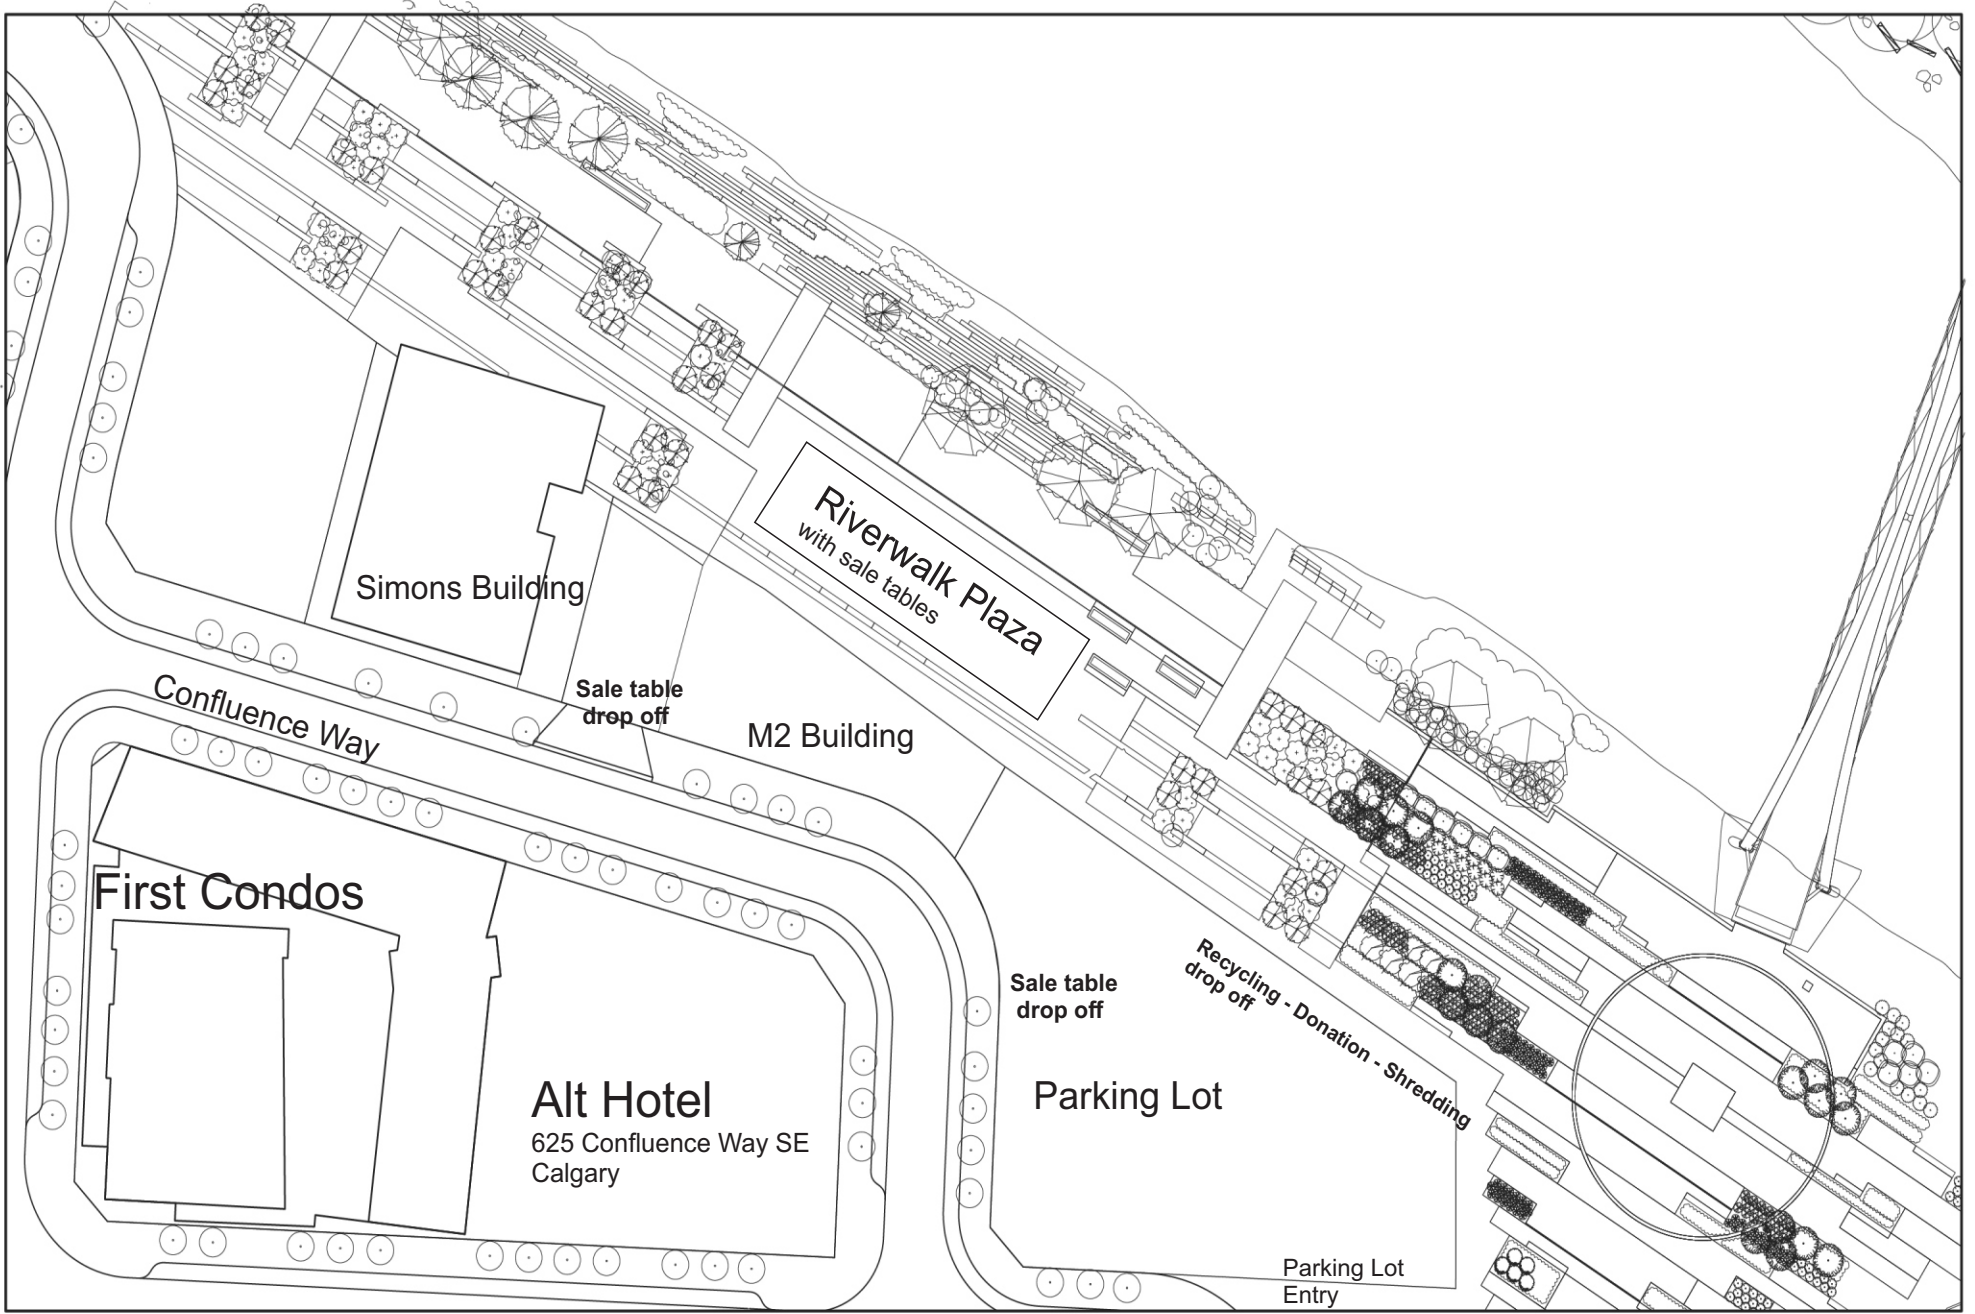 Riverwalk Plaza
with sale tables
Simons Building
Sale table
drop off
Confluence Way
M2 Building
First Condos
Recycling - Donation - Shredding
drop off
Sale table
drop off
Alt Hotel
625 Confluence Way SE
Calgary
Parking Lot
Parking Lot
Entry